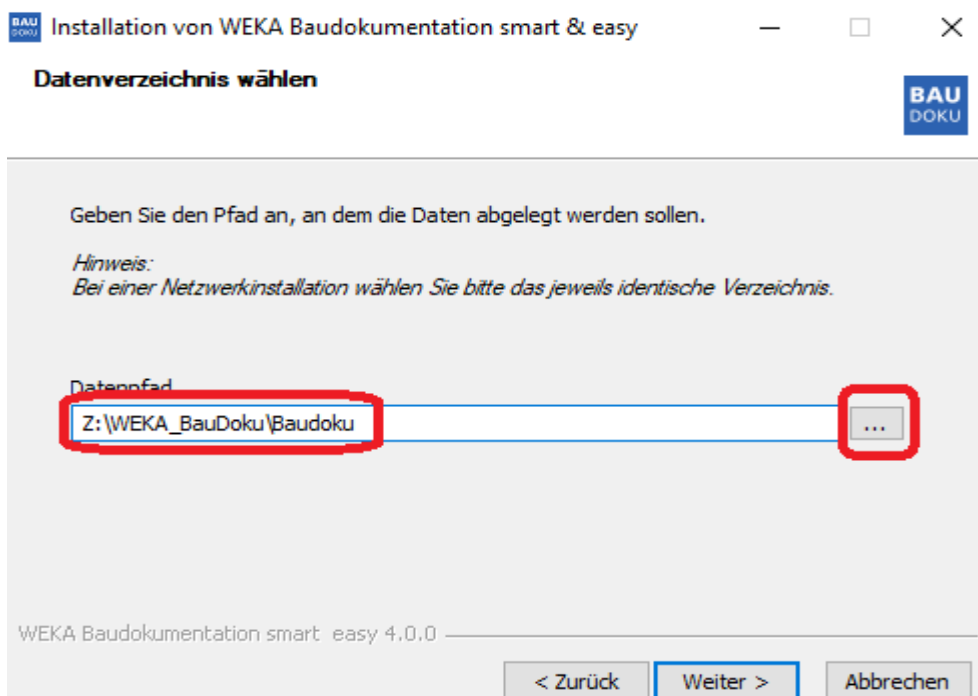 BAU
DOKU
Installation von WEKA Baudokumentation smart & easy
Datenverzeichnis wählen
BAU
DOKU
Geben Sie den Pfad an, an dem die Daten abgelegt werden sollen.
Hinweis:
Bei einer Netzwerkinstallation wählen Sie bitte das jeweils identische Verzeichnis.
Datenpfad
Z:\WEKA_BauDoku\Baudoku
...
WEKA Baudokumentation smart  easy 4.0.0
< Zurück
Weiter >
Abbrechen